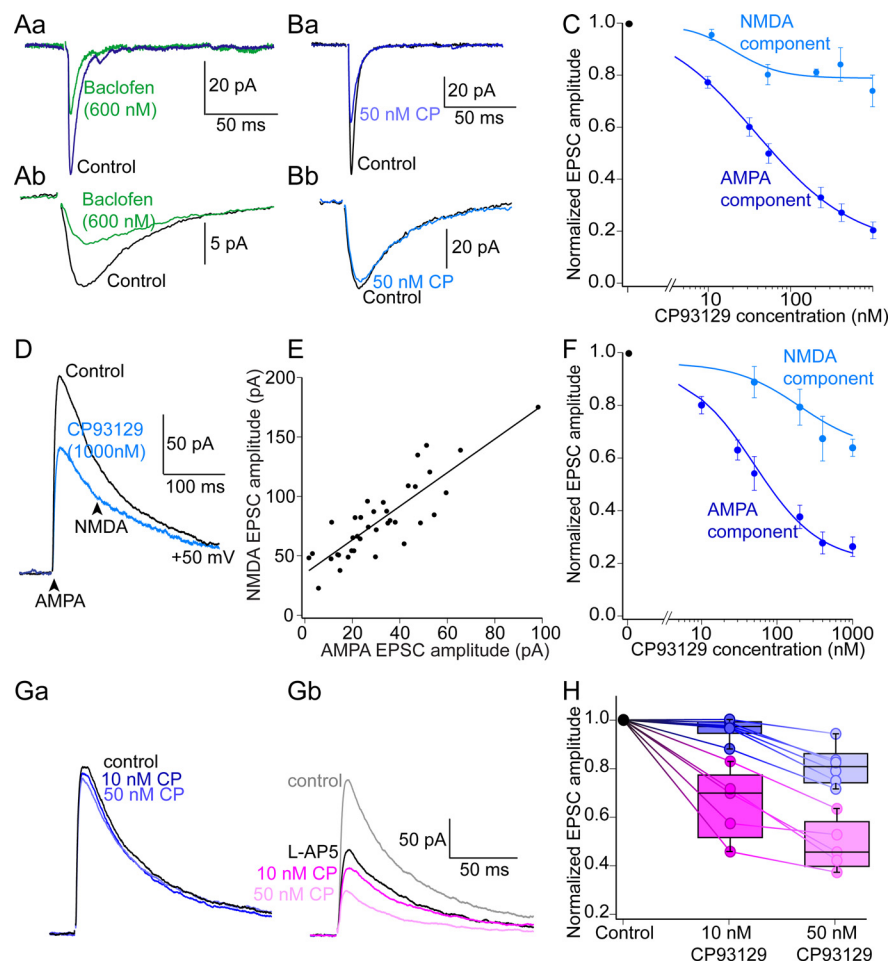 Aa
Baclofen
(600 nM)
20 pA
50 ms
Control
Ba
50 nM CP
20 pA
50 ms
Control
C
Normalized EPSC amplitude
1.0
0.8
0.6
0.4
0.2
0.0
NMDA
component
AMPA
component
0
10
100
CP93129 concentration (nM)
Ab
Baclofen
(600 nM)
5 pA
Control
Bb
50 nM CP
20 pA
Control
D
Control
CP93129
(1000nM)
50 pA
100 ms
NMDA
+50 mV
AMPA
E
NMDA EPSC amplitude (pA)
200
150
100
50
0
0
20
40
60
80
100
AMPA EPSC amplitude (pA)
F
Normalized EPSC amplitude
1.0
0.8
0.6
0.4
0.2
0.0
NMDA
component
AMPA
component
0
10
100
1000
CP93129 concentration (nM)
Ga
control
10 nM CP
50 nM CP
Gb
control
L-AP5
10 nM CP
50 nM CP
50 pA
50 ms
H
Normalized EPSC amplitude
1.0
0.8
0.6
0.4
0.2
Control
10 nM
CP93129
50 nM
CP93129